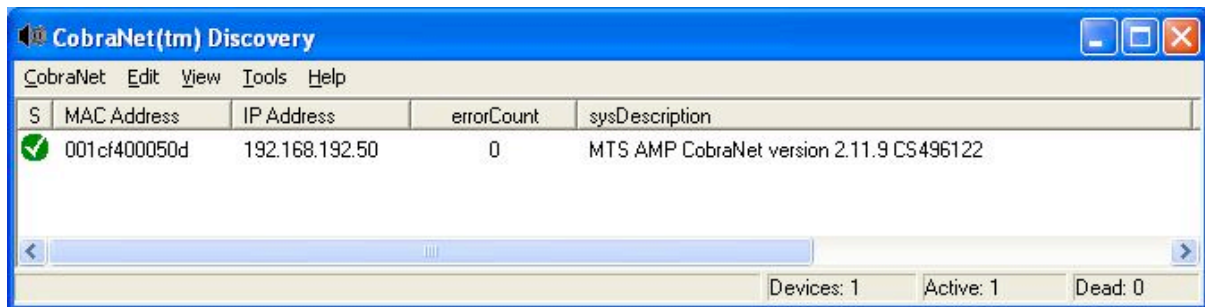 CobraNet(tm) Discovery
CobraNet Edit View Tools Help
S MAC Address IP Address errorCount sysDescription
001cf400050d 192.168.192.50 0 MTS AMP CobraNet version 2.11.9 CS496122
Devices: 1 Active: 1 Dead: 0